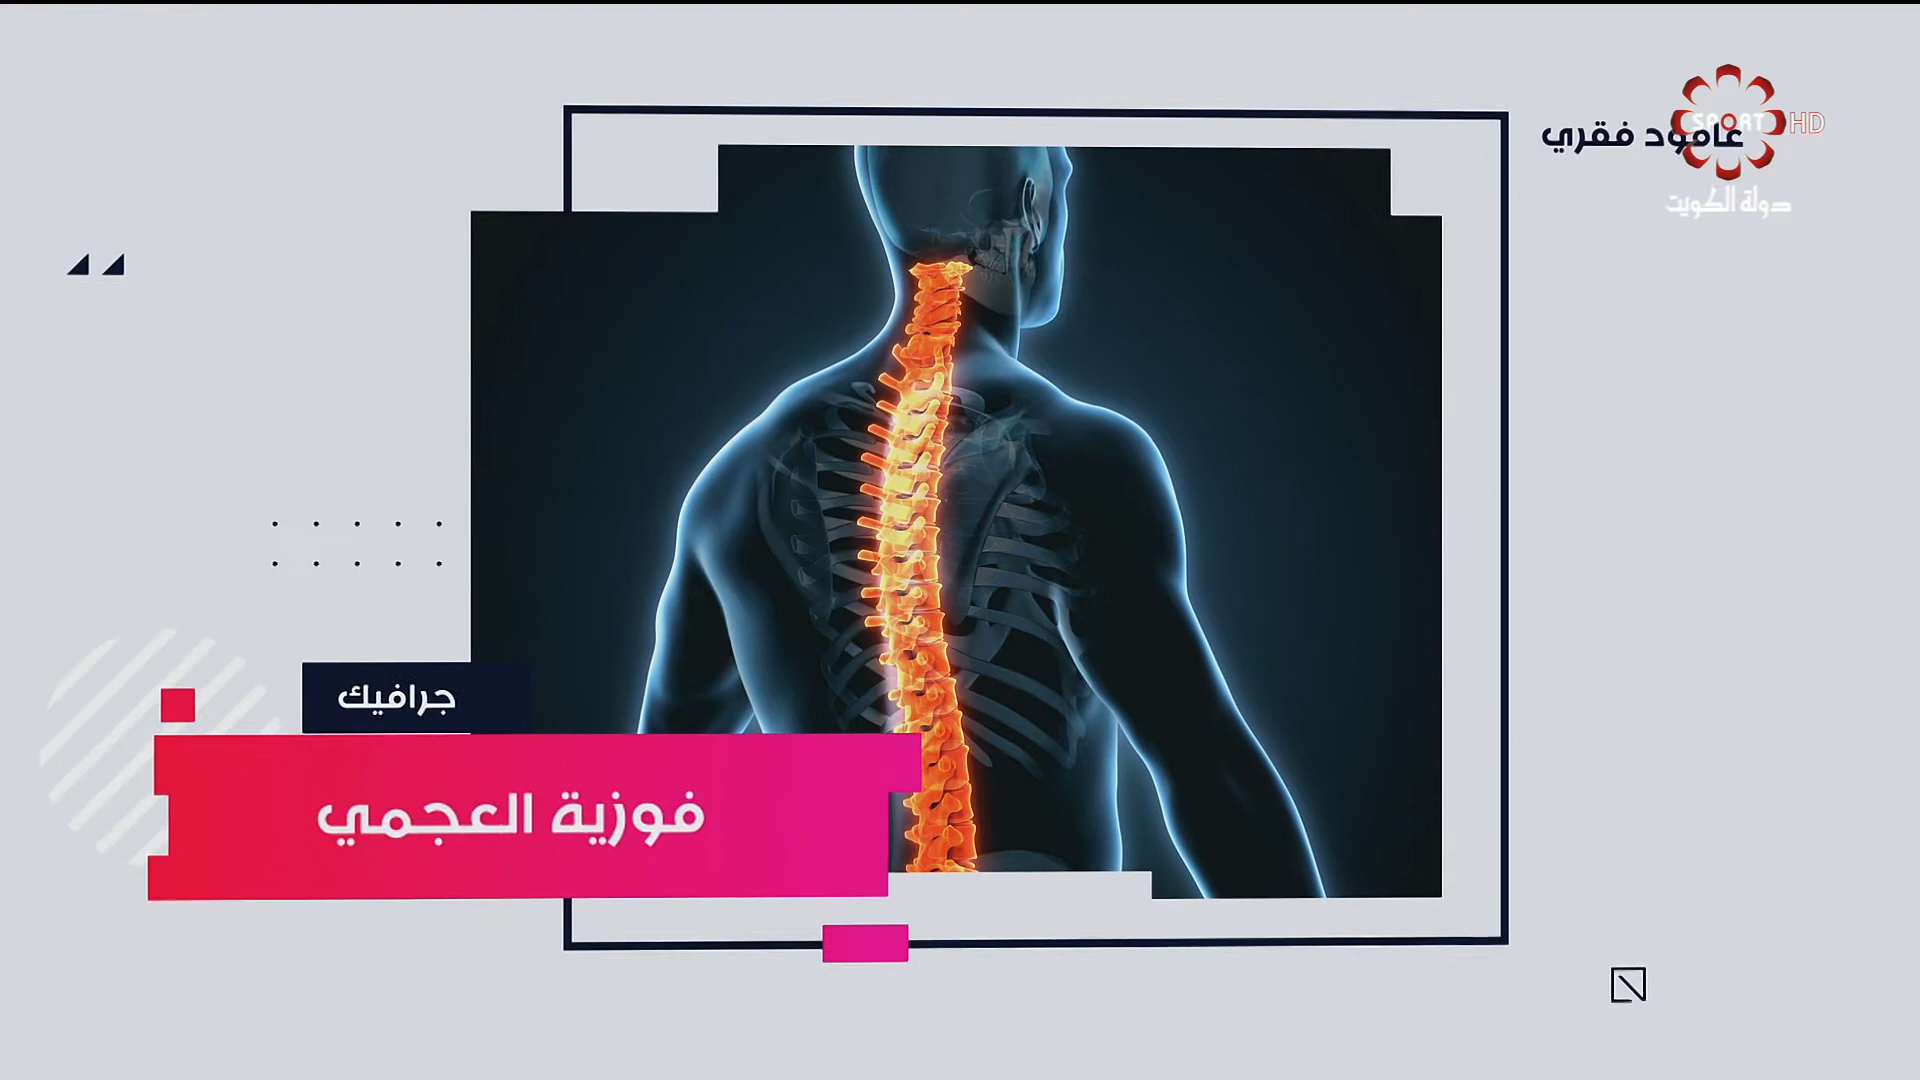 عامود فقري
SPORT HD
دولة الكويت
جرافيك
فوزية العجمي